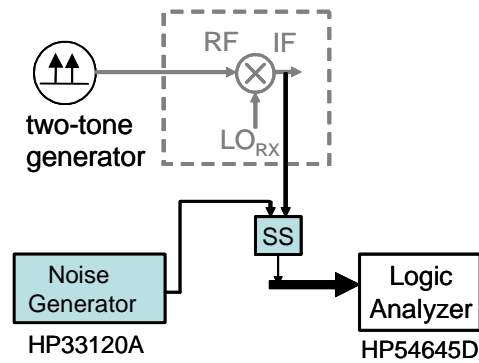 RF IF
LO RX
two-tone
generator
SS
Noise
Generator
HP33120A
Logic
Analyzer
HP54645D